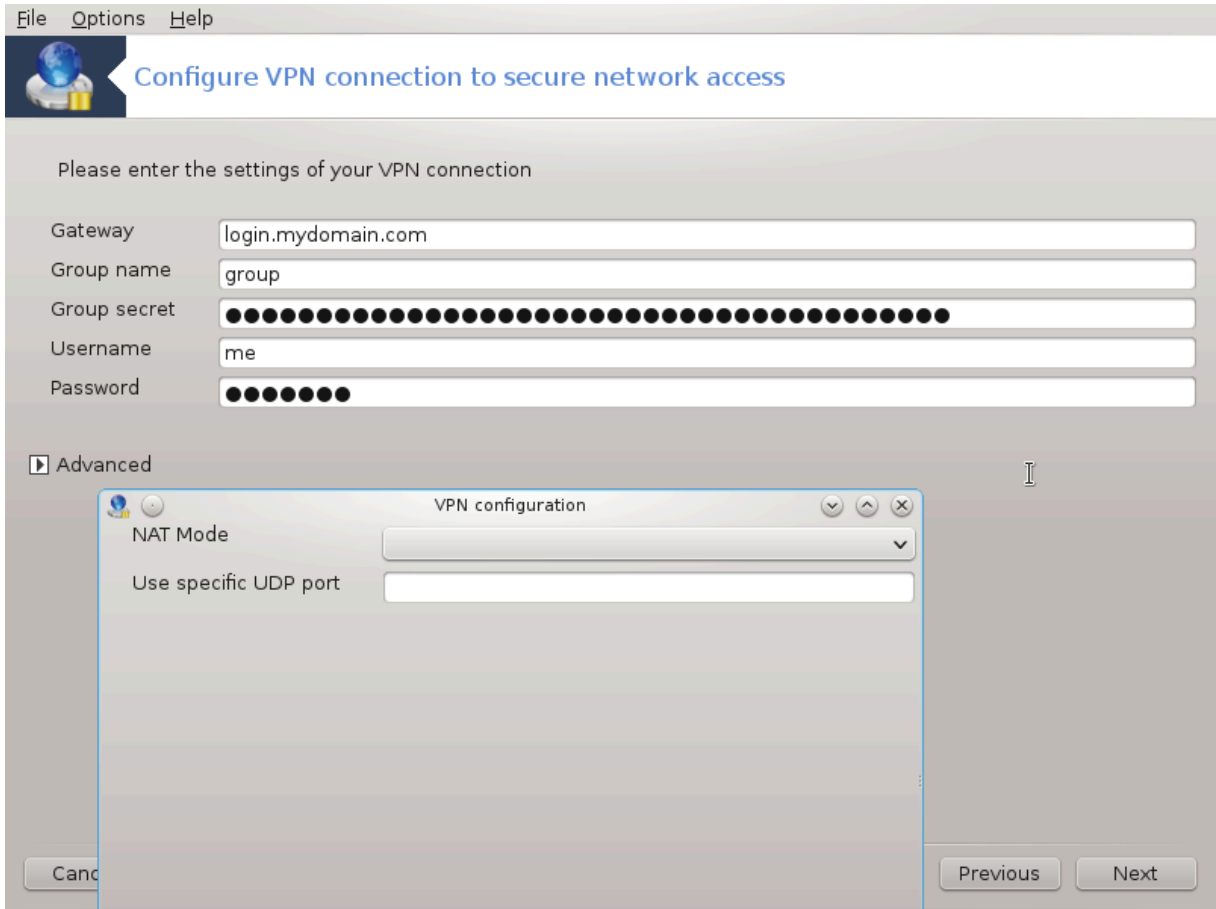 File Options Help
Configure VPN connection to secure network access
Please enter the settings of your VPN connection
Gateway login.mydomain.com
Group name group
Group secret ●●●●●●●●●●●●●●●●●●●●●●●●●●●●●●●●●●●●●●●●
Username me
Password ●●●●●●●
Advanced
VPN configuration
NAT Mode
Use specific UDP port
Previous Next